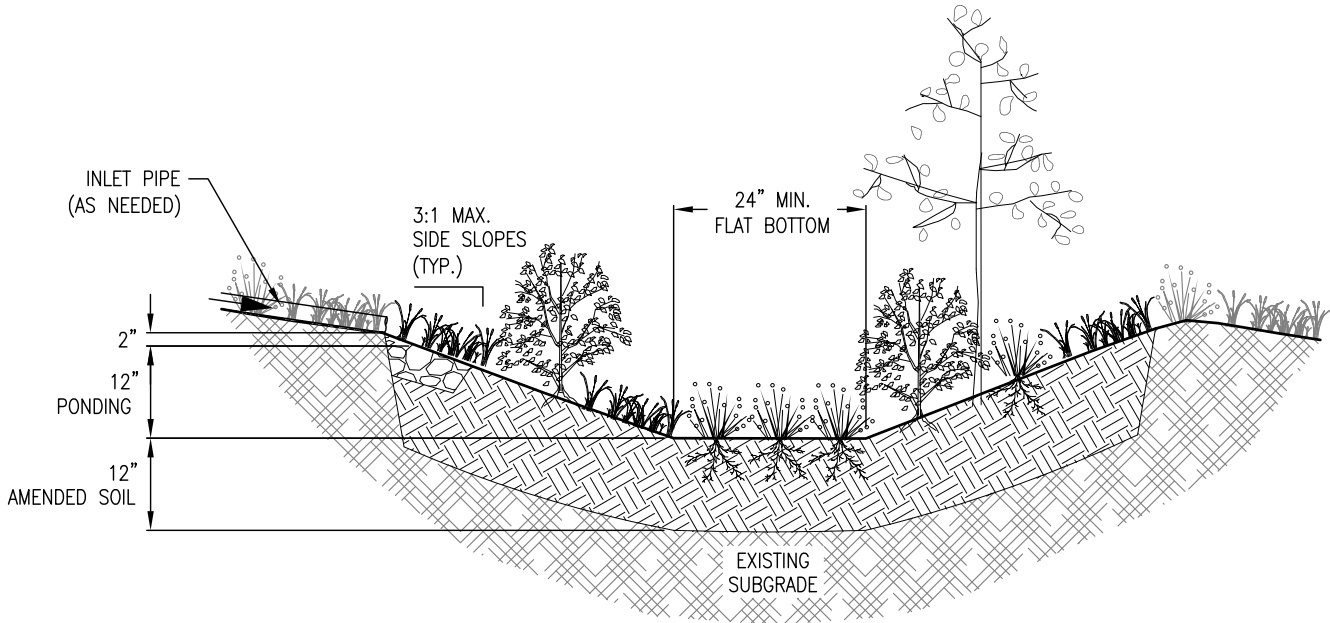 INLET PIPE
(AS NEEDED)
3:1 MAX.
SIDE SLOPES
(TYP.)
24” MIN.
FLAT BOTTOM
2”
12”
PONDING
12”
AMENDED SOIL
EXISTING
SUBGRADE